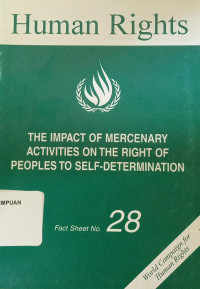 Human Rights
THE IMPACT OF MERCENARY
ACTIVITIES ON THE RIGHT OF
PEOPLES TO SELF-DETERMINATION
EMPUAN
Fact Sheet No. 28
World Campaign for
Human Rights